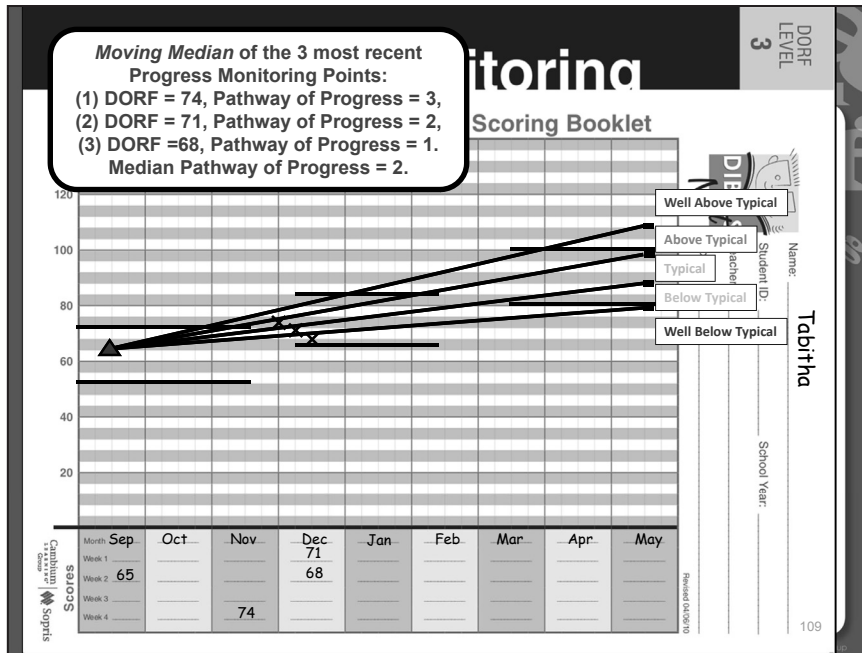 Moving Median of the 3 most recent
Progress Monitoring Points:
(1) DORF = 74, Pathway of Progress = 3,
(2) DORF = 71, Pathway of Progress = 2,
(3) DORF =68, Pathway of Progress = 1.
Median Pathway of Progress = 2.
itoring
DORF
LEVEL
3
Scoring Booklet
120
100
80
60
40
20
Well Above Typical
Above Typical
Typical
Below Typical
Well Below Typical
Name:
Tabitha
Student ID:
School Year:
Month Sep Oct Nov Dec Jan Feb Mar Apr May
Week 1 71
Week 2 65 68
Week 3
Week 4 74
Scores
Cambium
LEARNING
Group
Sopris
Revised 04/06/10
109